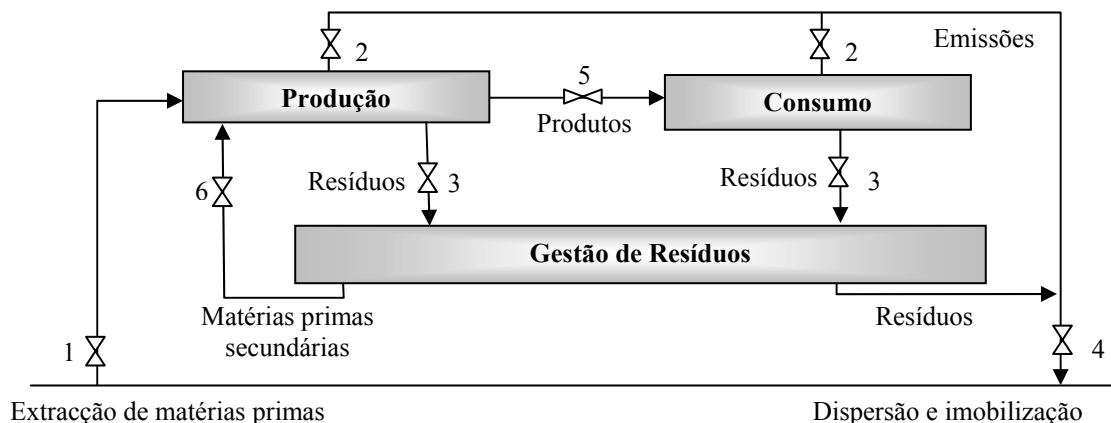 2
2
Emissões
5
Produção
Consumo
Produtos
6
Resíduos
3
Resíduos
3
Gestão de Resíduos
Matérias primas
secundárias
Resíduos
1
4
Extracção de matérias primas
Dispersão e imobilização